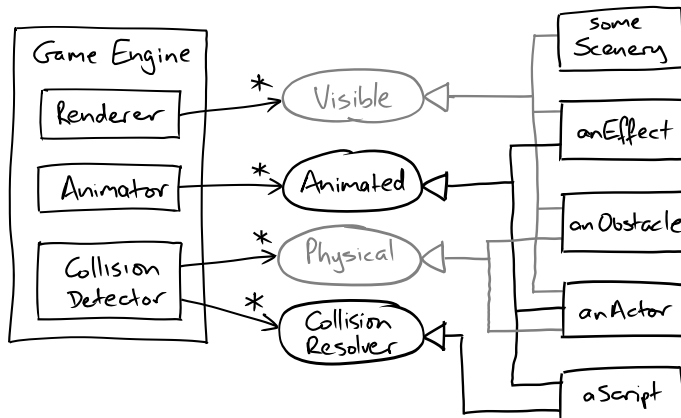 Game Engine
Renderer
Animator
Collision
Detector
*
*
*
*
Visible
Animated
Physical
Collision
Resolver
some
Scenery
anEffect
anObstacle
anActor
aScript